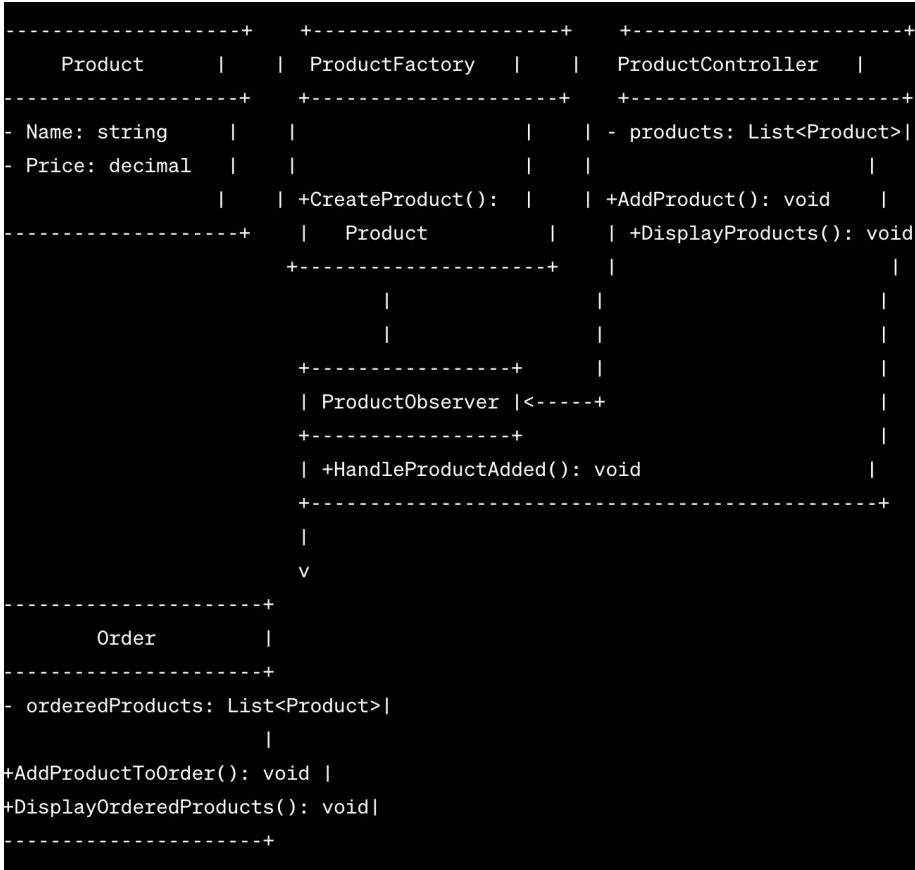 --------------------+    +----------------------+    +------------------------+
     Product      |    |  ProductFactory   |    |   ProductController   |
--------------------+    +----------------------+    +------------------------+
- Name: string     |    |                    |    | - products: List<Product>|
- Price: decimal   |    |                    |    |                        |
                  |    | +CreateProduct():  |    | +AddProduct(): void    |
--------------------+    |   Product          |    | +DisplayProducts(): void
                        +----------------------+    |                        |
                                |                 |                        |
                                |                 |                        |
                         +-----------------+      |                        |
                         | ProductObserver |<-----+                        |
                         +-----------------+                               |
                         | +HandleProductAdded(): void                   |
                         +------------------------------------------------+
                         |
                         v
----------------------+
        Order         |
----------------------+
- orderedProducts: List<Product>|
                      |
+AddProductToOrder(): void |
+DisplayOrderedProducts(): void|
----------------------+